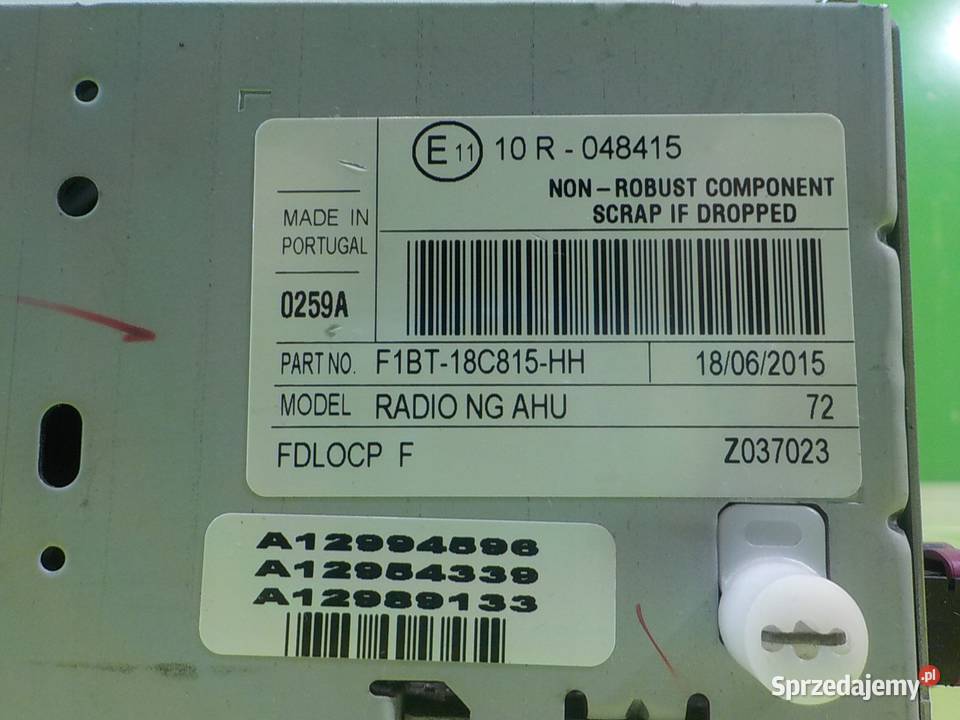 E 11 10 R - 048415
NON-ROBUST COMPONENT
SCRAP IF DROPPED
MADE IN
PORTUGAL
0259A
PART NO. F1BT-18C815-HH 18/06/2015
MODEL RADIO NG AHU 72
FDLOCP F Z037023
A12994596
A12954339
A12989133
Sprzedajemy.pl